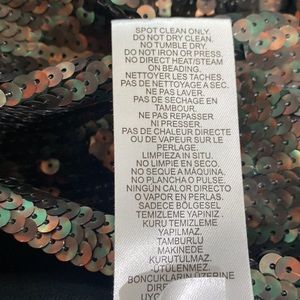 SPOT CLEAN ONLY.
DO NOT DRY CLEAN.
NO TUMBLE DRY.
DO NOT IRON OR PRESS.
NO DIRECT HEAT/STEAM
ON BEADING.
NETTOYER LES TACHES.
PAS DE NETTOYAGE A SEC.
NE PAS LAVER.
PAS DE SECHAGE EN
TAMBOUR.
NE PAS REPASSER
NI PRESSER.
PAS DE CHALEUR DIRECTE
OU DE VAPEUR SUR LE
PERLAGE.
LIMPIEZA IN SITU.
NO LIMPIE EN SECO.
NO SEQUE A MÁQUINA.
NO PLANCHA O PULSE.
NINGÚN CALOR DIRECTO
O VAPOR EN PERLAS.
SADECE BÖLGESEL
TEMIZLEME YAPINIZ.
KURU TEMIZLEME
YAPILMAZ.
TAMBURLU
MAKINEDE
KURUTULMAZ.
ÜTÜLENMEZ.
BONCUKLARIN ÜZERINE